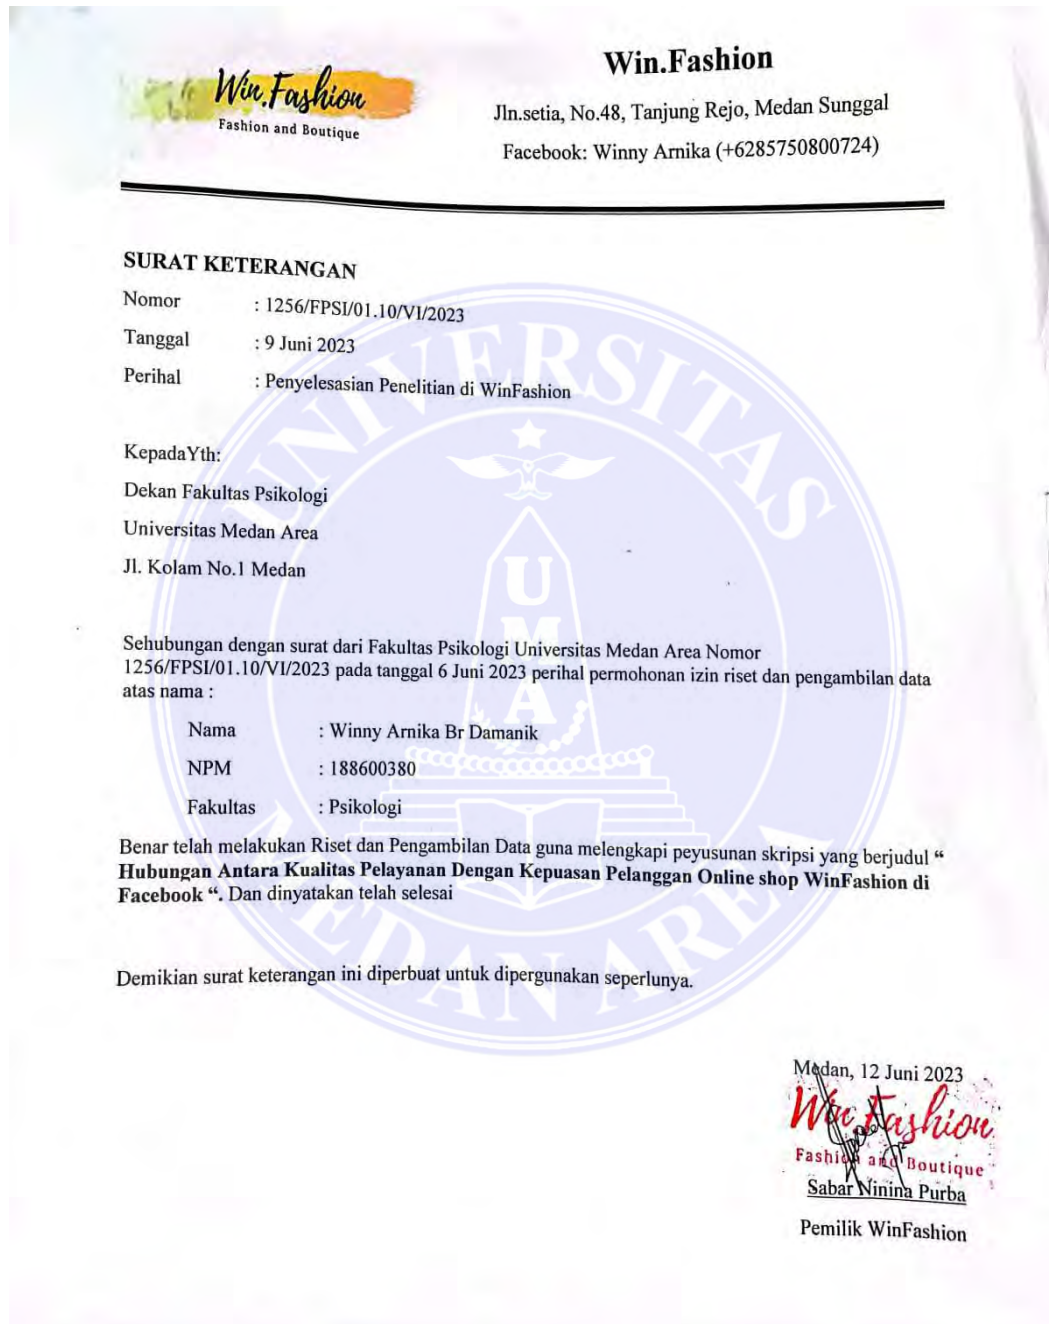 Win.Fashion
Fashion and Boutique
Win.Fashion
Jln.setia, No.48, Tanjung Rejo, Medan Sunggal
Facebook: Winny Arnika (+6285750800724)
SURAT KETERANGAN
Nomor : 1256/FPSI/01.10/VI/2023
Tanggal : 9 Juni 2023
Perihal : Penyelesasian Penelitian di WinFashion
KepadaYth:
Dekan Fakultas Psikologi
Universitas Medan Area
Jl. Kolam No.1 Medan
Sehubungan dengan surat dari Fakultas Psikologi Universitas Medan Area Nomor
1256/FPSI/01.10/VI/2023 pada tanggal 6 Juni 2023 perihal permohonan izin riset dan pengambilan data
atas nama :
Nama : Winny Arnika Br Damanik
NPM : 188600380
Fakultas : Psikologi
Benar telah melakukan Riset dan Pengambilan Data guna melengkapi peyusunan skripsi yang berjudul “
Hubungan Antara Kualitas Pelayanan Dengan Kepuasan Pelanggan Online shop WinFashion di
Facebook “. Dan dinyatakan telah selesai
Demikian surat keterangan ini diperbuat untuk dipergunakan seperlunya.
Medan, 12 Juni 2023
Win.Fashion
Fashion and Boutique
Sabar Ninina Purba
Pemilik WinFashion
UNIVERSITAS
UMA
MEDAN AREA